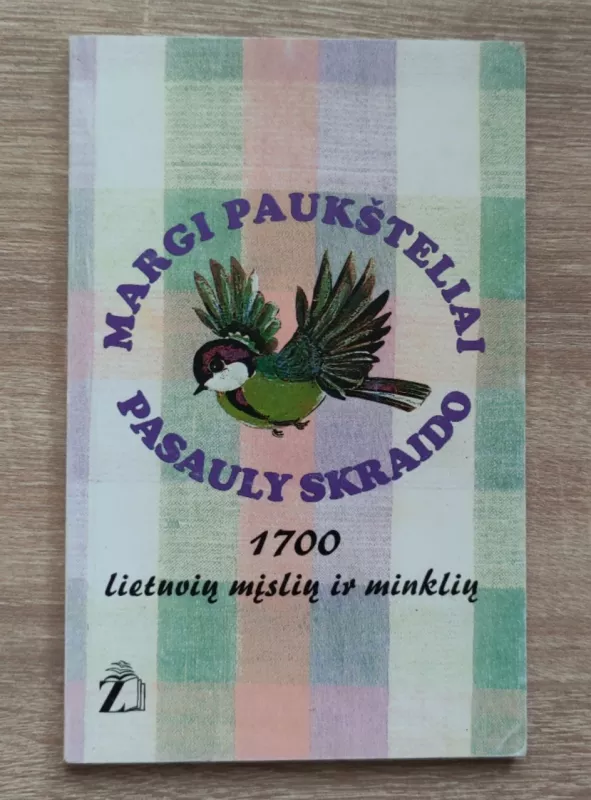 MARGI PAUKŠTELIAI
PASAULY SKRAIDO
1700
lietuvių mįslių ir minklių
Ž